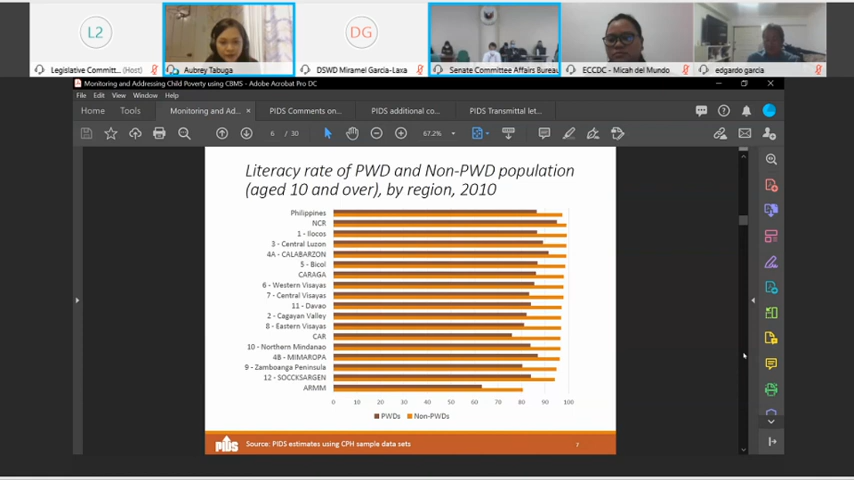 L2
DG
Legislative Committ... (Host)
Aubrey Tabuga
DSWD Miramel Garcia-Laxa
Senate Committee Affairs Bureau
ECCDC - Micah del Mundo
edgardo garcia
Monitoring and Addressing Child Poverty using CBMS - Adobe Acrobat Pro DC
File Edit View Window Help
Home Tools Monitoring and Ad... × PIDS Comments on... PIDS additional co... PIDS Transmittal let...
6 / 30 67.2%
Literacy rate of PWD and Non-PWD population
(aged 10 and over), by region, 2010
Philippines
NCR
1 - Ilocos
3 - Central Luzon
4A - CALABARZON
5 - Bicol
CARAGA
6 - Western Visayas
7 - Central Visayas
11 - Davao
2 - Cagayan Valley
8 - Eastern Visayas
CAR
10 - Northern Mindanao
4B - MIMAROPA
9 - Zamboanga Peninsula
12 - SOCCKSARGEN
ARMM
0 10 20 30 40 50 60 70 80 90 100
PWDs Non-PWDs
PIDS Source: PIDS estimates using CPH sample data sets 7